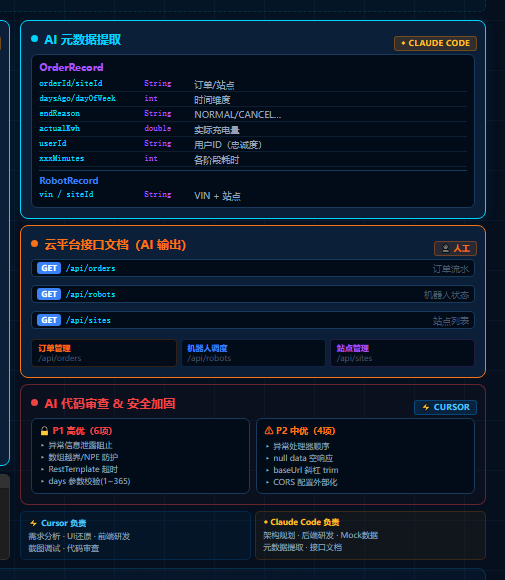 AI 元数据提取
CLAUDE CODE
OrderRecord
orderId/siteId String 订单/站点
daysAgo/dayOfWeek int 时间维度
endReason String NORMAL/CANCEL...
actualKwh double 实际充电量
userId String 用户ID（忠诚度）
xxxMinutes int 各阶段耗时
RobotRecord
vin / siteId String VIN + 站点
云平台接口文档（AI 输出）
人工
GET /api/orders 订单流水
GET /api/robots 机器人状态
GET /api/sites 站点列表
订单管理
/api/orders
机器人调度
/api/robots
站点管理
/api/sites
AI 代码审查 & 安全加固
CURSOR
P1 高优（6项）
‣ 异常信息泄露阻止
‣ 数组越界/NPE 防护
‣ RestTemplate 超时
‣ days 参数校验(1~365)
P2 中优（4项）
‣ 异常处理器顺序
‣ null data 空响应
‣ baseUrl 斜杠 trim
‣ CORS 配置外部化
Cursor 负责
需求分析 · UI还原 · 前端研发
截图调试 · 代码审查
Claude Code 负责
架构规划 · 后端研发 · Mock数据
元数据提取 · 接口文档